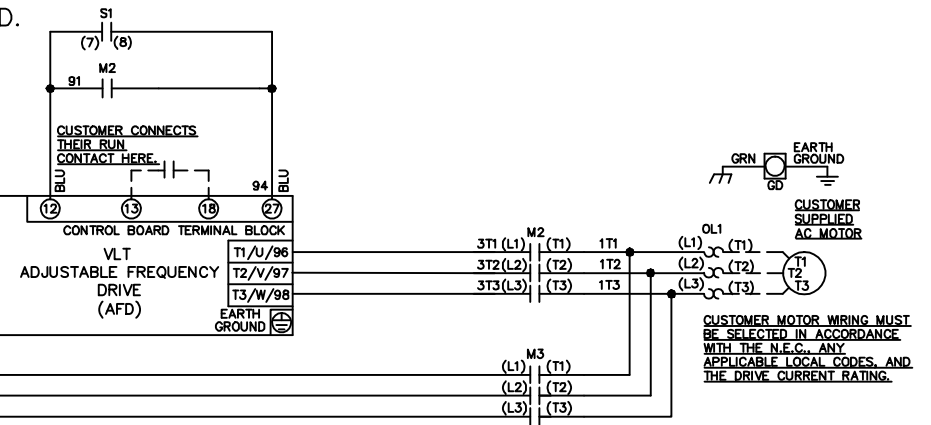 D.
S1
(7) (8)
M2
91
CUSTOMER CONNECTS
THEIR RUN
CONTACT HERE.
BLU
94 BLU
12 13 18 27
CONTROL BOARD TERMINAL BLOCK
VLT
ADJUSTABLE FREQUENCY
DRIVE
(AFD)
T1/U/96
T2/V/97
T3/W/98
EARTH
GROUND
M2
3T1 (L1) (T1) 1T1
3T2 (L2) (T2) 1T2
3T3 (L3) (T3) 1T3
M3
(L1) (T1)
(L2) (T2)
(L3) (T3)
GRN
GD
EARTH
GROUND
CUSTOMER
SUPPLIED
AC MOTOR
OL1
(L1) (T1)
(L2) (T2)
(L3) (T3)
T1
T2
T3
CUSTOMER MOTOR WIRING MUST
BE SELECTED IN ACCORDANCE
WITH THE N.E.C., ANY
APPLICABLE LOCAL CODES, AND
THE DRIVE CURRENT RATING.